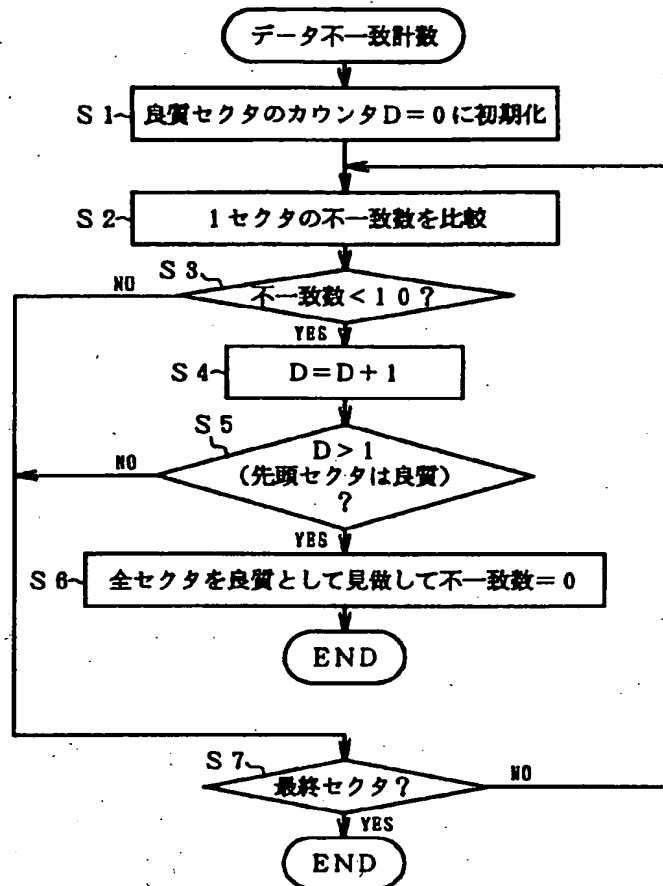 データ不一致計数
S1
良質セクタのカウンタD=0に初期化
S2
1セクタの不一致数を比較
S3
NO
不一致数<10?
YES
S4
D=D+1
S5
D>1
NO
(先頭セクタは良質)
?
YES
S6
全セクタを良質として見做して不一致数=0
END
S7
最終セクタ?
NO
YES
END